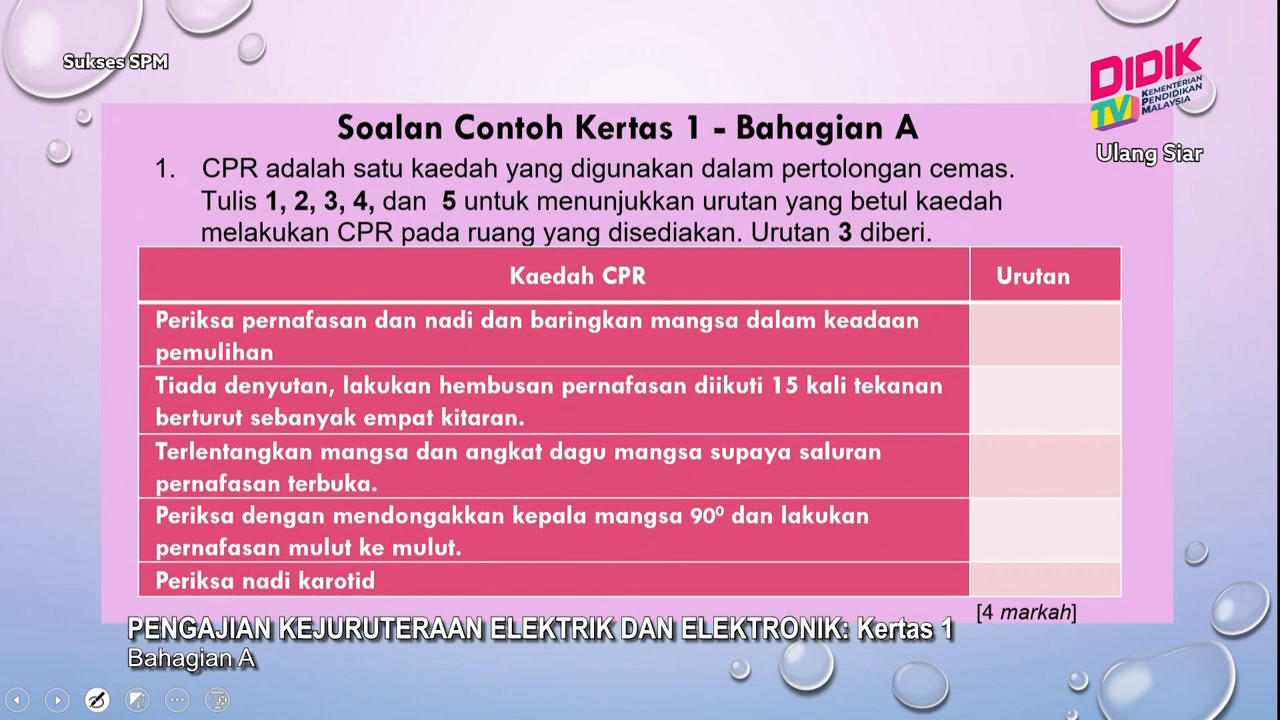 Sukses SPM
DIDIK
TV
KEMENTERIAN
PENDIDIKAN
MALAYSIA
Ulang Siar
Soalan Contoh Kertas 1 - Bahagian A
1. CPR adalah satu kaedah yang digunakan dalam pertolongan cemas.
Tulis 1, 2, 3, 4, dan 5 untuk menunjukkan urutan yang betul kaedah
melakukan CPR pada ruang yang disediakan. Urutan 3 diberi.
Kaedah CPR Urutan
Periksa pernafasan dan nadi dan baringkan mangsa dalam keadaan
pemulihan
Tiada denyutan, lakukan hembusan pernafasan diikuti 15 kali tekanan
berturut sebanyak empat kitaran.
Terlentangkan mangsa dan angkat dagu mangsa supaya saluran
pernafasan terbuka.
Periksa dengan mendongakkan kepala mangsa 90⁰ dan lakukan
pernafasan mulut ke mulut.
Periksa nadi karotid
[4 markah]
PENGAJIAN KEJURUTERAAN ELEKTRIK DAN ELEKTRONIK: Kertas 1
Bahagian A